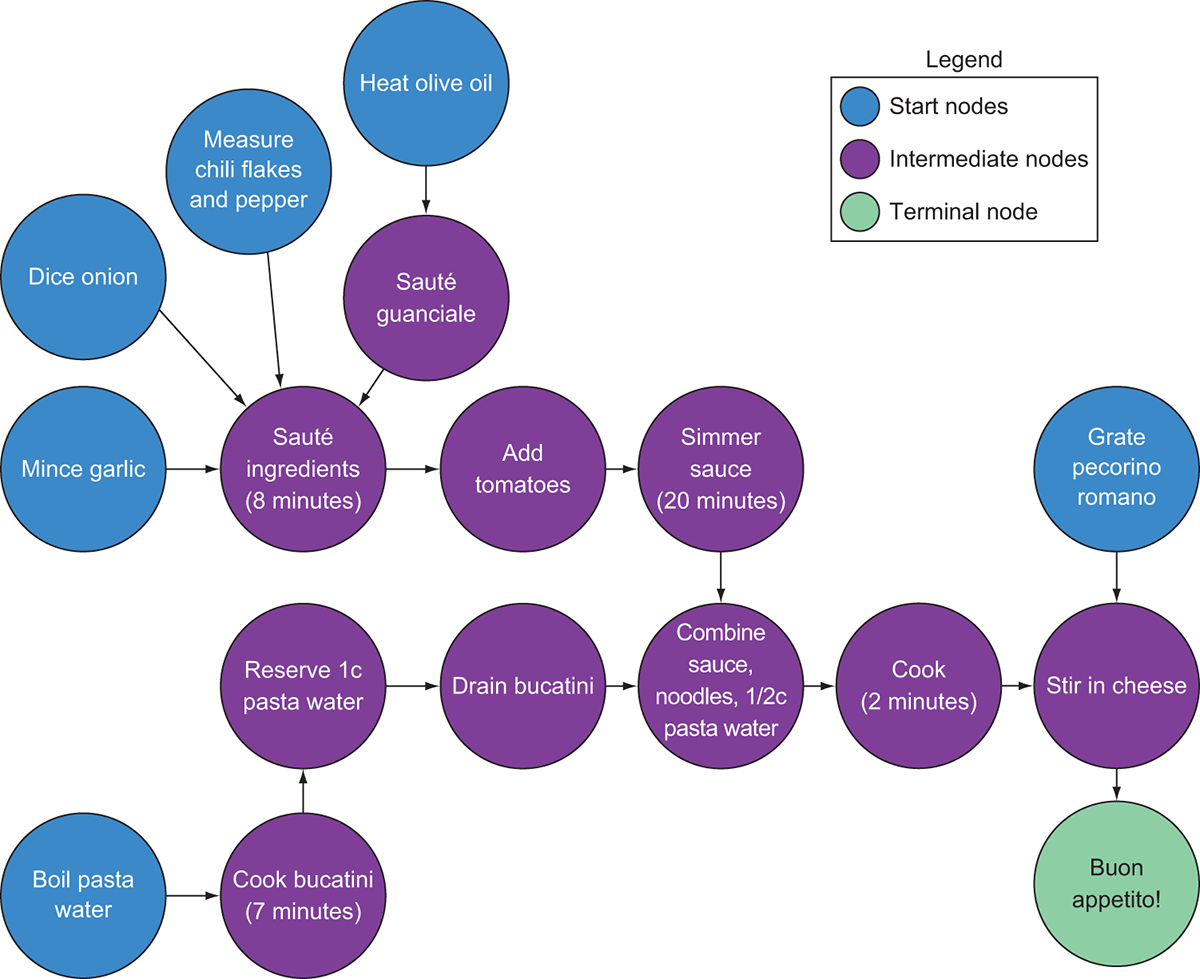 Heat olive oil
Legend
Start nodes
Intermediate nodes
Terminal node
Measure
chili flakes
and pepper
Dice onion
Sauté
guanciale
Mince garlic
Sauté
ingredients
(8 minutes)
Add
tomatoes
Simmer
sauce
(20 minutes)
Grate
pecorino
romano
Reserve 1c
pasta water
Drain bucatini
Combine
sauce,
noodles, 1/2c
pasta water
Cook
(2 minutes)
Stir in cheese
Boil pasta
water
Cook bucatini
(7 minutes)
Buon
appetito!